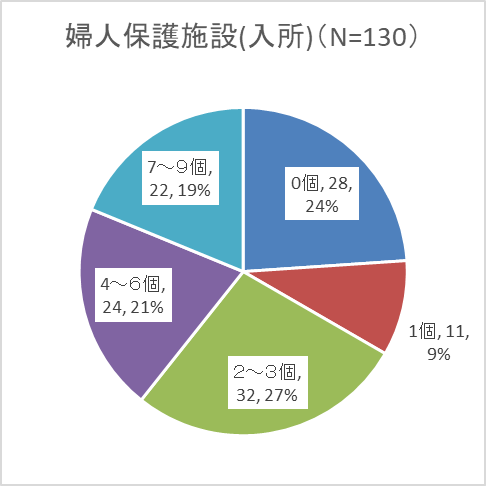 婦人保護施設(入所)（N=130）
7～９個,
22, 19%
0個, 28,
24%
4～６個,
24, 21%
1個, 11,
9%
２～３個,
32, 27%